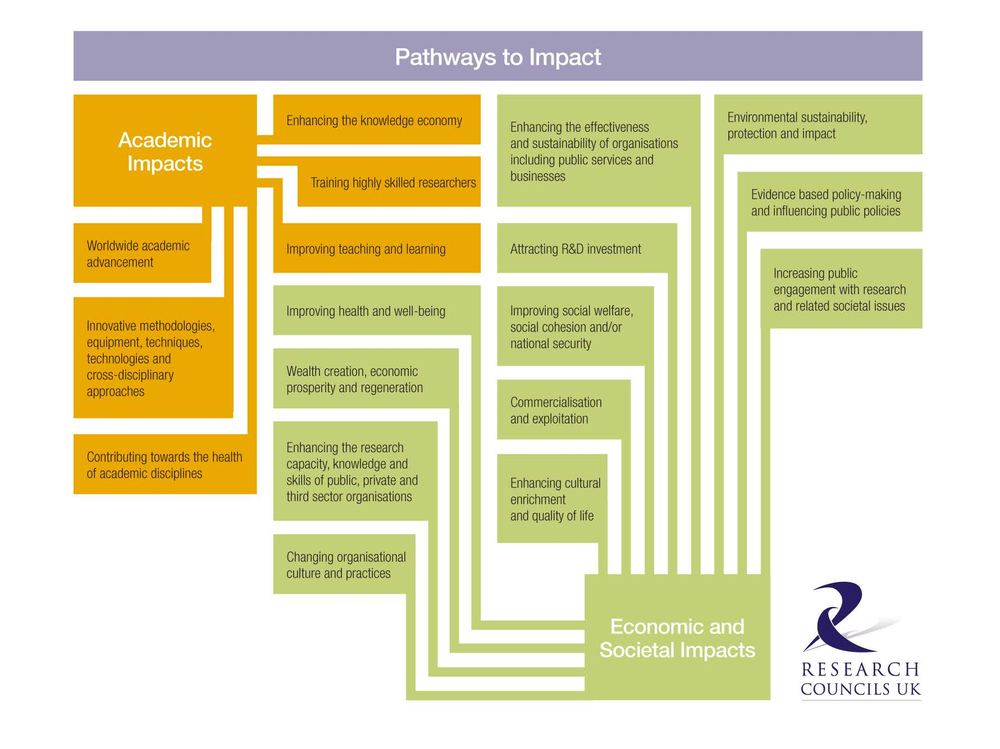 Pathways to Impact
Academic
Impacts
Enhancing the knowledge economy
Training highly skilled researchers
Improving teaching and learning
Worldwide academic
advancement
Innovative methodologies,
equipment, techniques,
technologies and
cross-disciplinary
approaches
Contributing towards the health
of academic disciplines
Improving health and well-being
Wealth creation, economic
prosperity and regeneration
Enhancing the research
capacity, knowledge and
skills of public, private and
third sector organisations
Changing organisational
culture and practices
Enhancing the effectiveness
and sustainability of organisations
including public services and
businesses
Attracting R&D investment
Improving social welfare,
social cohesion and/or
national security
Commercialisation
and exploitation
Enhancing cultural
enrichment
and quality of life
Environmental sustainability,
protection and impact
Evidence based policy-making
and influencing public policies
Increasing public
engagement with research
and related societal issues
Economic and
Societal Impacts
RESEARCH
COUNCILS UK